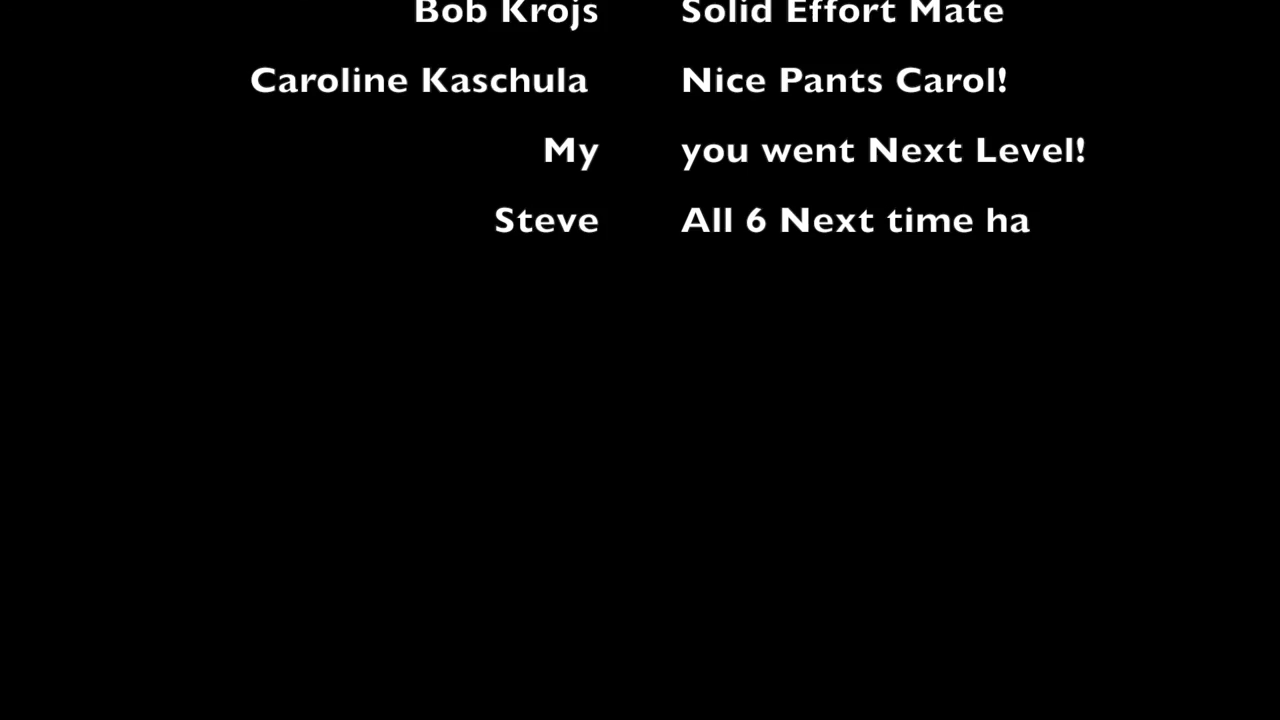 Bob Krojs Solid Effort Mate
Caroline Kaschula Nice Pants Carol!
My you went Next Level!
Steve All 6 Next time ha